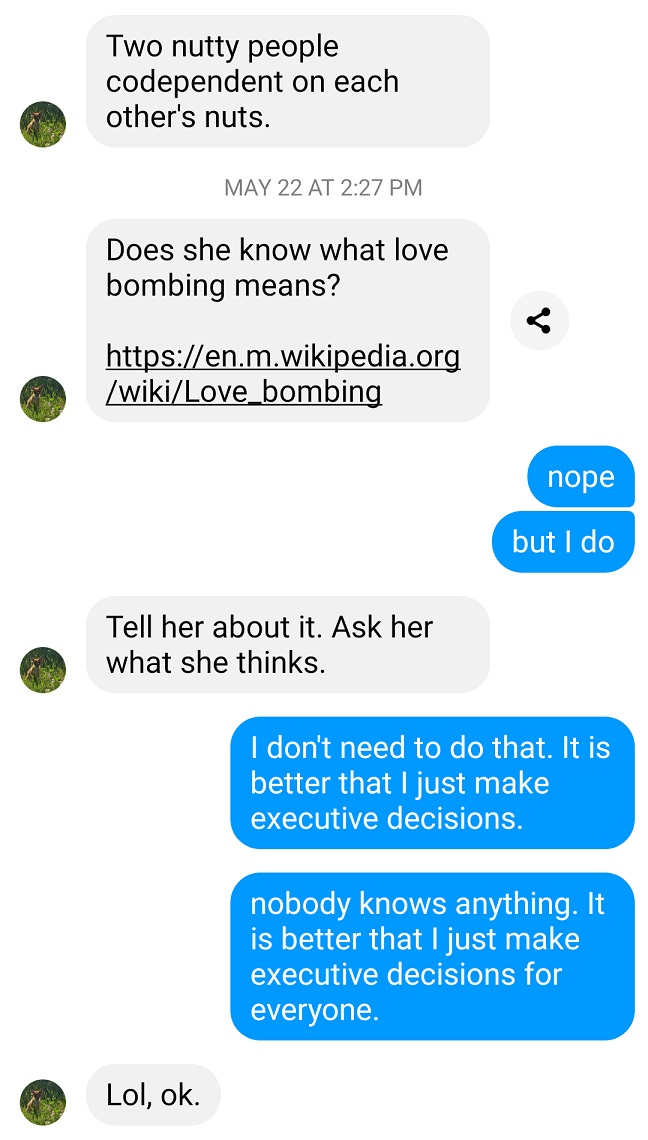 Two nutty people
codependent on each
other's nuts.
MAY 22 AT 2:27 PM
Does she know what love
bombing means?
https://en.m.wikipedia.org
/wiki/Love_bombing
nope
but I do
Tell her about it. Ask her
what she thinks.
I don't need to do that. It is
better that I just make
executive decisions.
nobody knows anything. It
is better that I just make
executive decisions for
everyone.
Lol, ok.